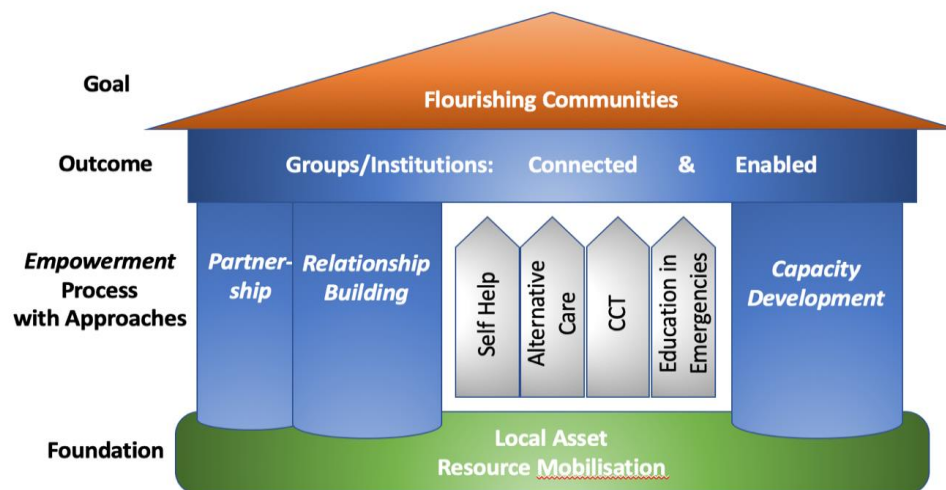 Goal
Flourishing Communities
Outcome
Groups/Institutions: Connected & Enabled
Empowerment
Process
with Approaches
Partner-
ship
Relationship
Building
Self Help
Alternative
Care
CCT
Education in
Emergencies
Capacity
Development
Foundation
Local Asset
Resource Mobilisation